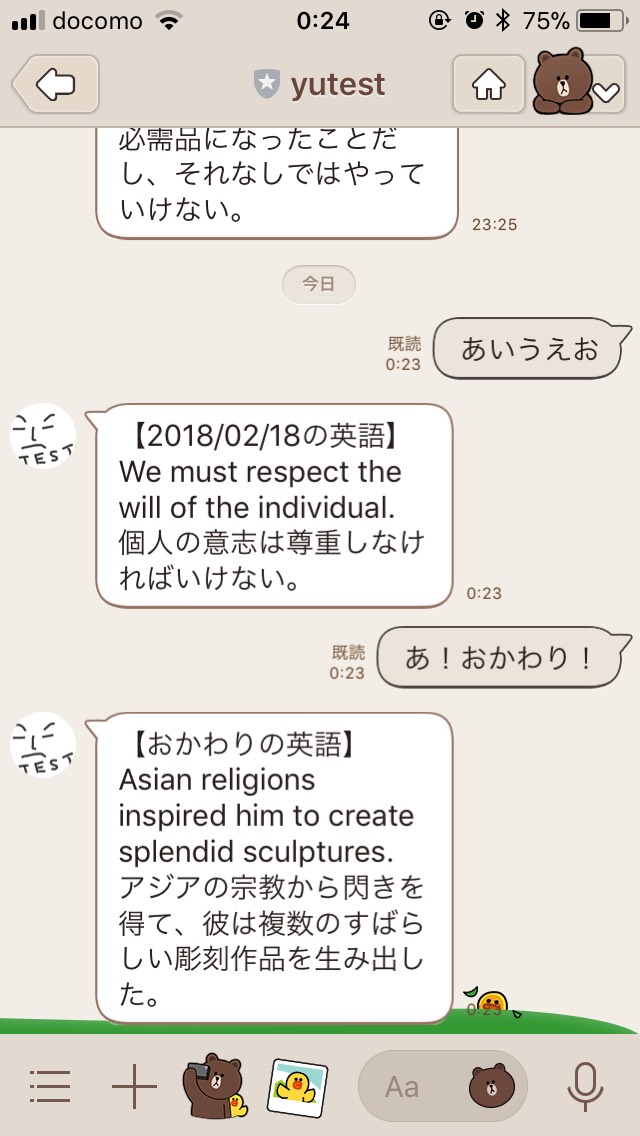 docomo 0:24 75%
yutest
必需品になったことだ
し、それなしではやって
いけない。
23:25
今日
既読
0:23
あいうえお
TEST
【2018/02/18の英語】
We must respect the
will of the individual.
個人の意志は尊重しなけ
ればいけない。
0:23
既読
0:23
あ！おかわり！
TEST
【おかわりの英語】
Asian religions
inspired him to create
splendid sculptures.
アジアの宗教から閃きを
得て、彼は複数のすばら
しい彫刻作品を生み出し
た。
0:23
Aa